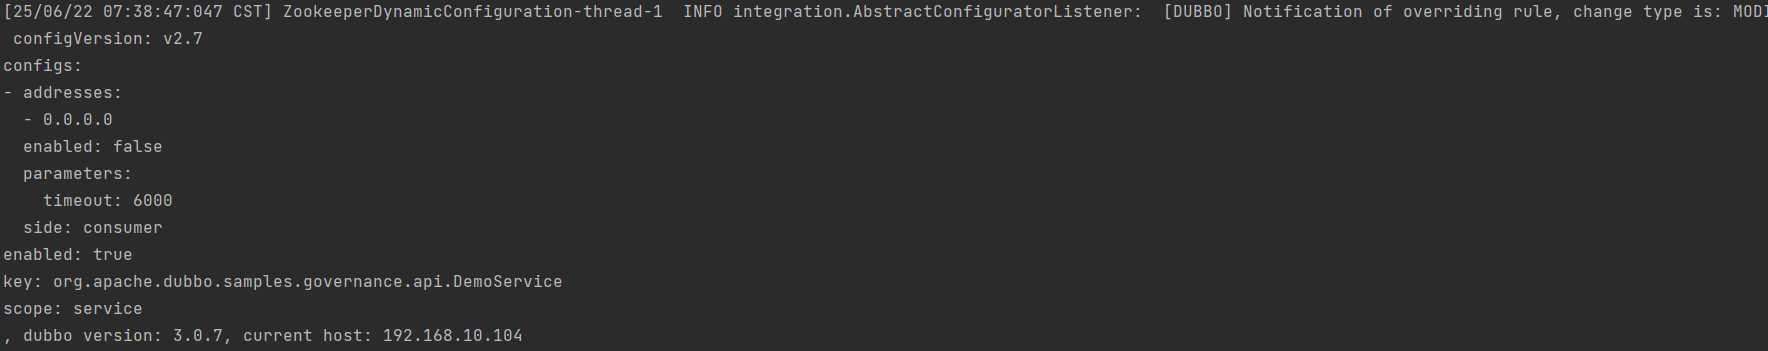 [25/06/22 07:38:47:047 CST] ZookeeperDynamicConfiguration-thread-1  INFO integration.AbstractConfiguratorListener:  [DUBBO] Notification of overriding rule, change type is: MODI
 configVersion: v2.7
configs:
- addresses:
  - 0.0.0.0
  enabled: false
  parameters:
    timeout: 6000
  side: consumer
enabled: true
key: org.apache.dubbo.samples.governance.api.DemoService
scope: service
, dubbo version: 3.0.7, current host: 192.168.10.104